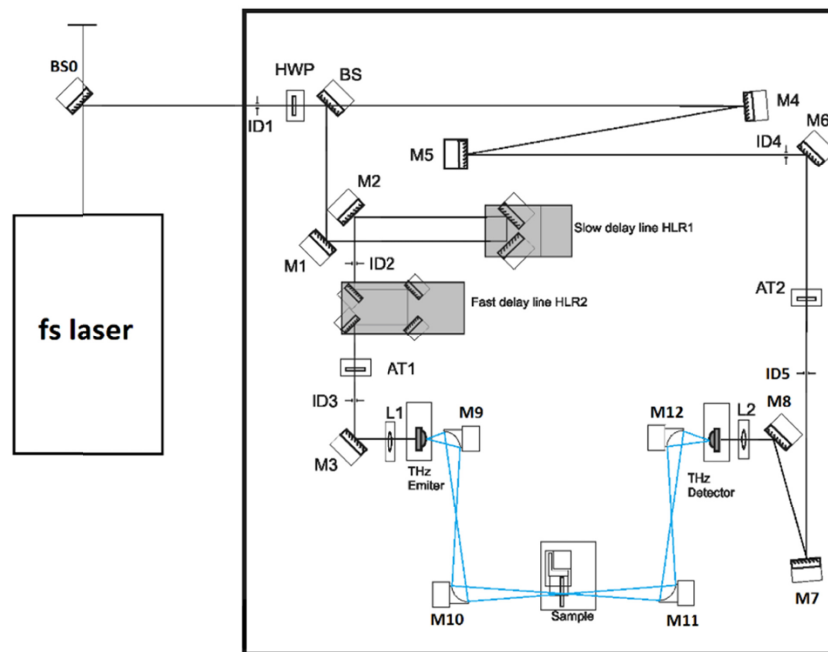 BS0
HWP
BS
ID1
M4
M6
ID4
M5
M2
Slow delay line HLR1
M1
ID2
AT2
Fast delay line HLR2
fs laser
AT1
ID5
ID3
L1
M9
M12
L2
M8
M3
THz
Emiter
THz
Detector
M7
M10
Sample
M11